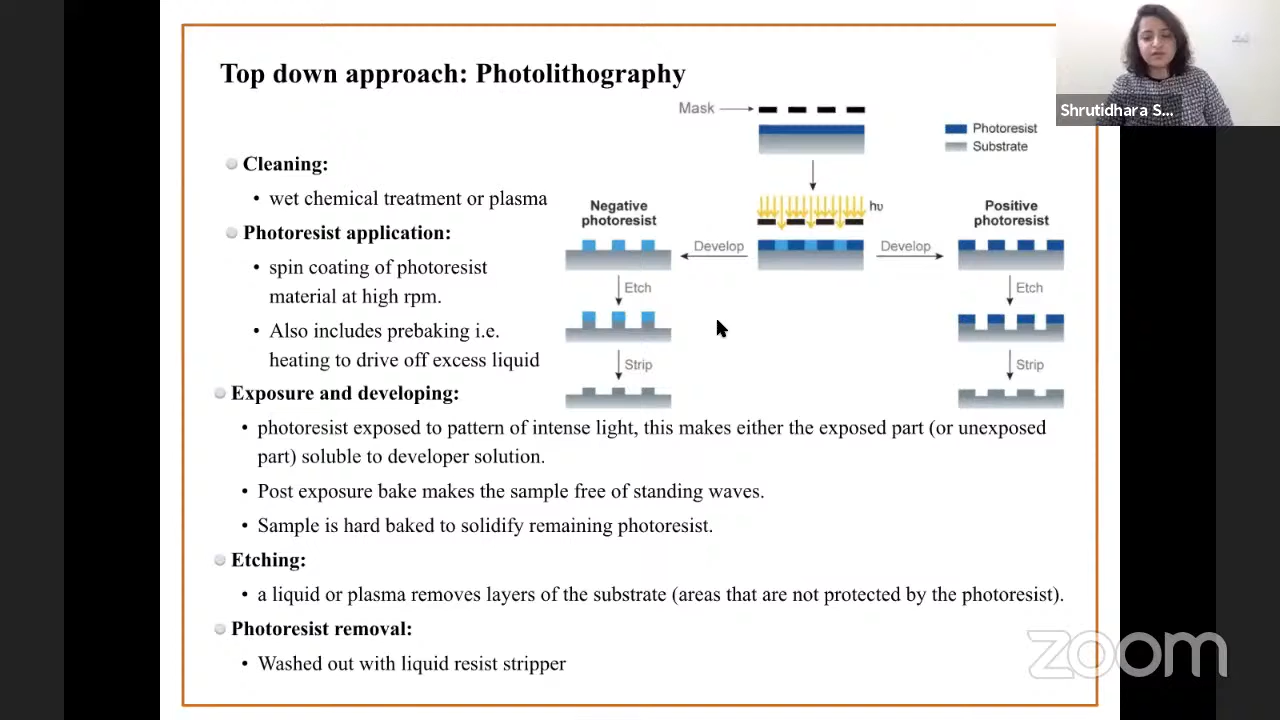 Top down approach: Photolithography
Shrutidhara S...
Mask
Photoresist
Substrate
Cleaning:
• wet chemical treatment or plasma
Photoresist application:
• spin coating of photoresist
material at high rpm.
• Also includes prebaking i.e.
heating to drive off excess liquid
Negative
photoresist
hυ
Positive
photoresist
Develop
Develop
Etch
Etch
Strip
Strip
Exposure and developing:
• photoresist exposed to pattern of intense light, this makes either the exposed part (or unexposed
part) soluble to developer solution.
• Post exposure bake makes the sample free of standing waves.
• Sample is hard baked to solidify remaining photoresist.
Etching:
• a liquid or plasma removes layers of the substrate (areas that are not protected by the photoresist).
Photoresist removal:
• Washed out with liquid resist stripper
zoom